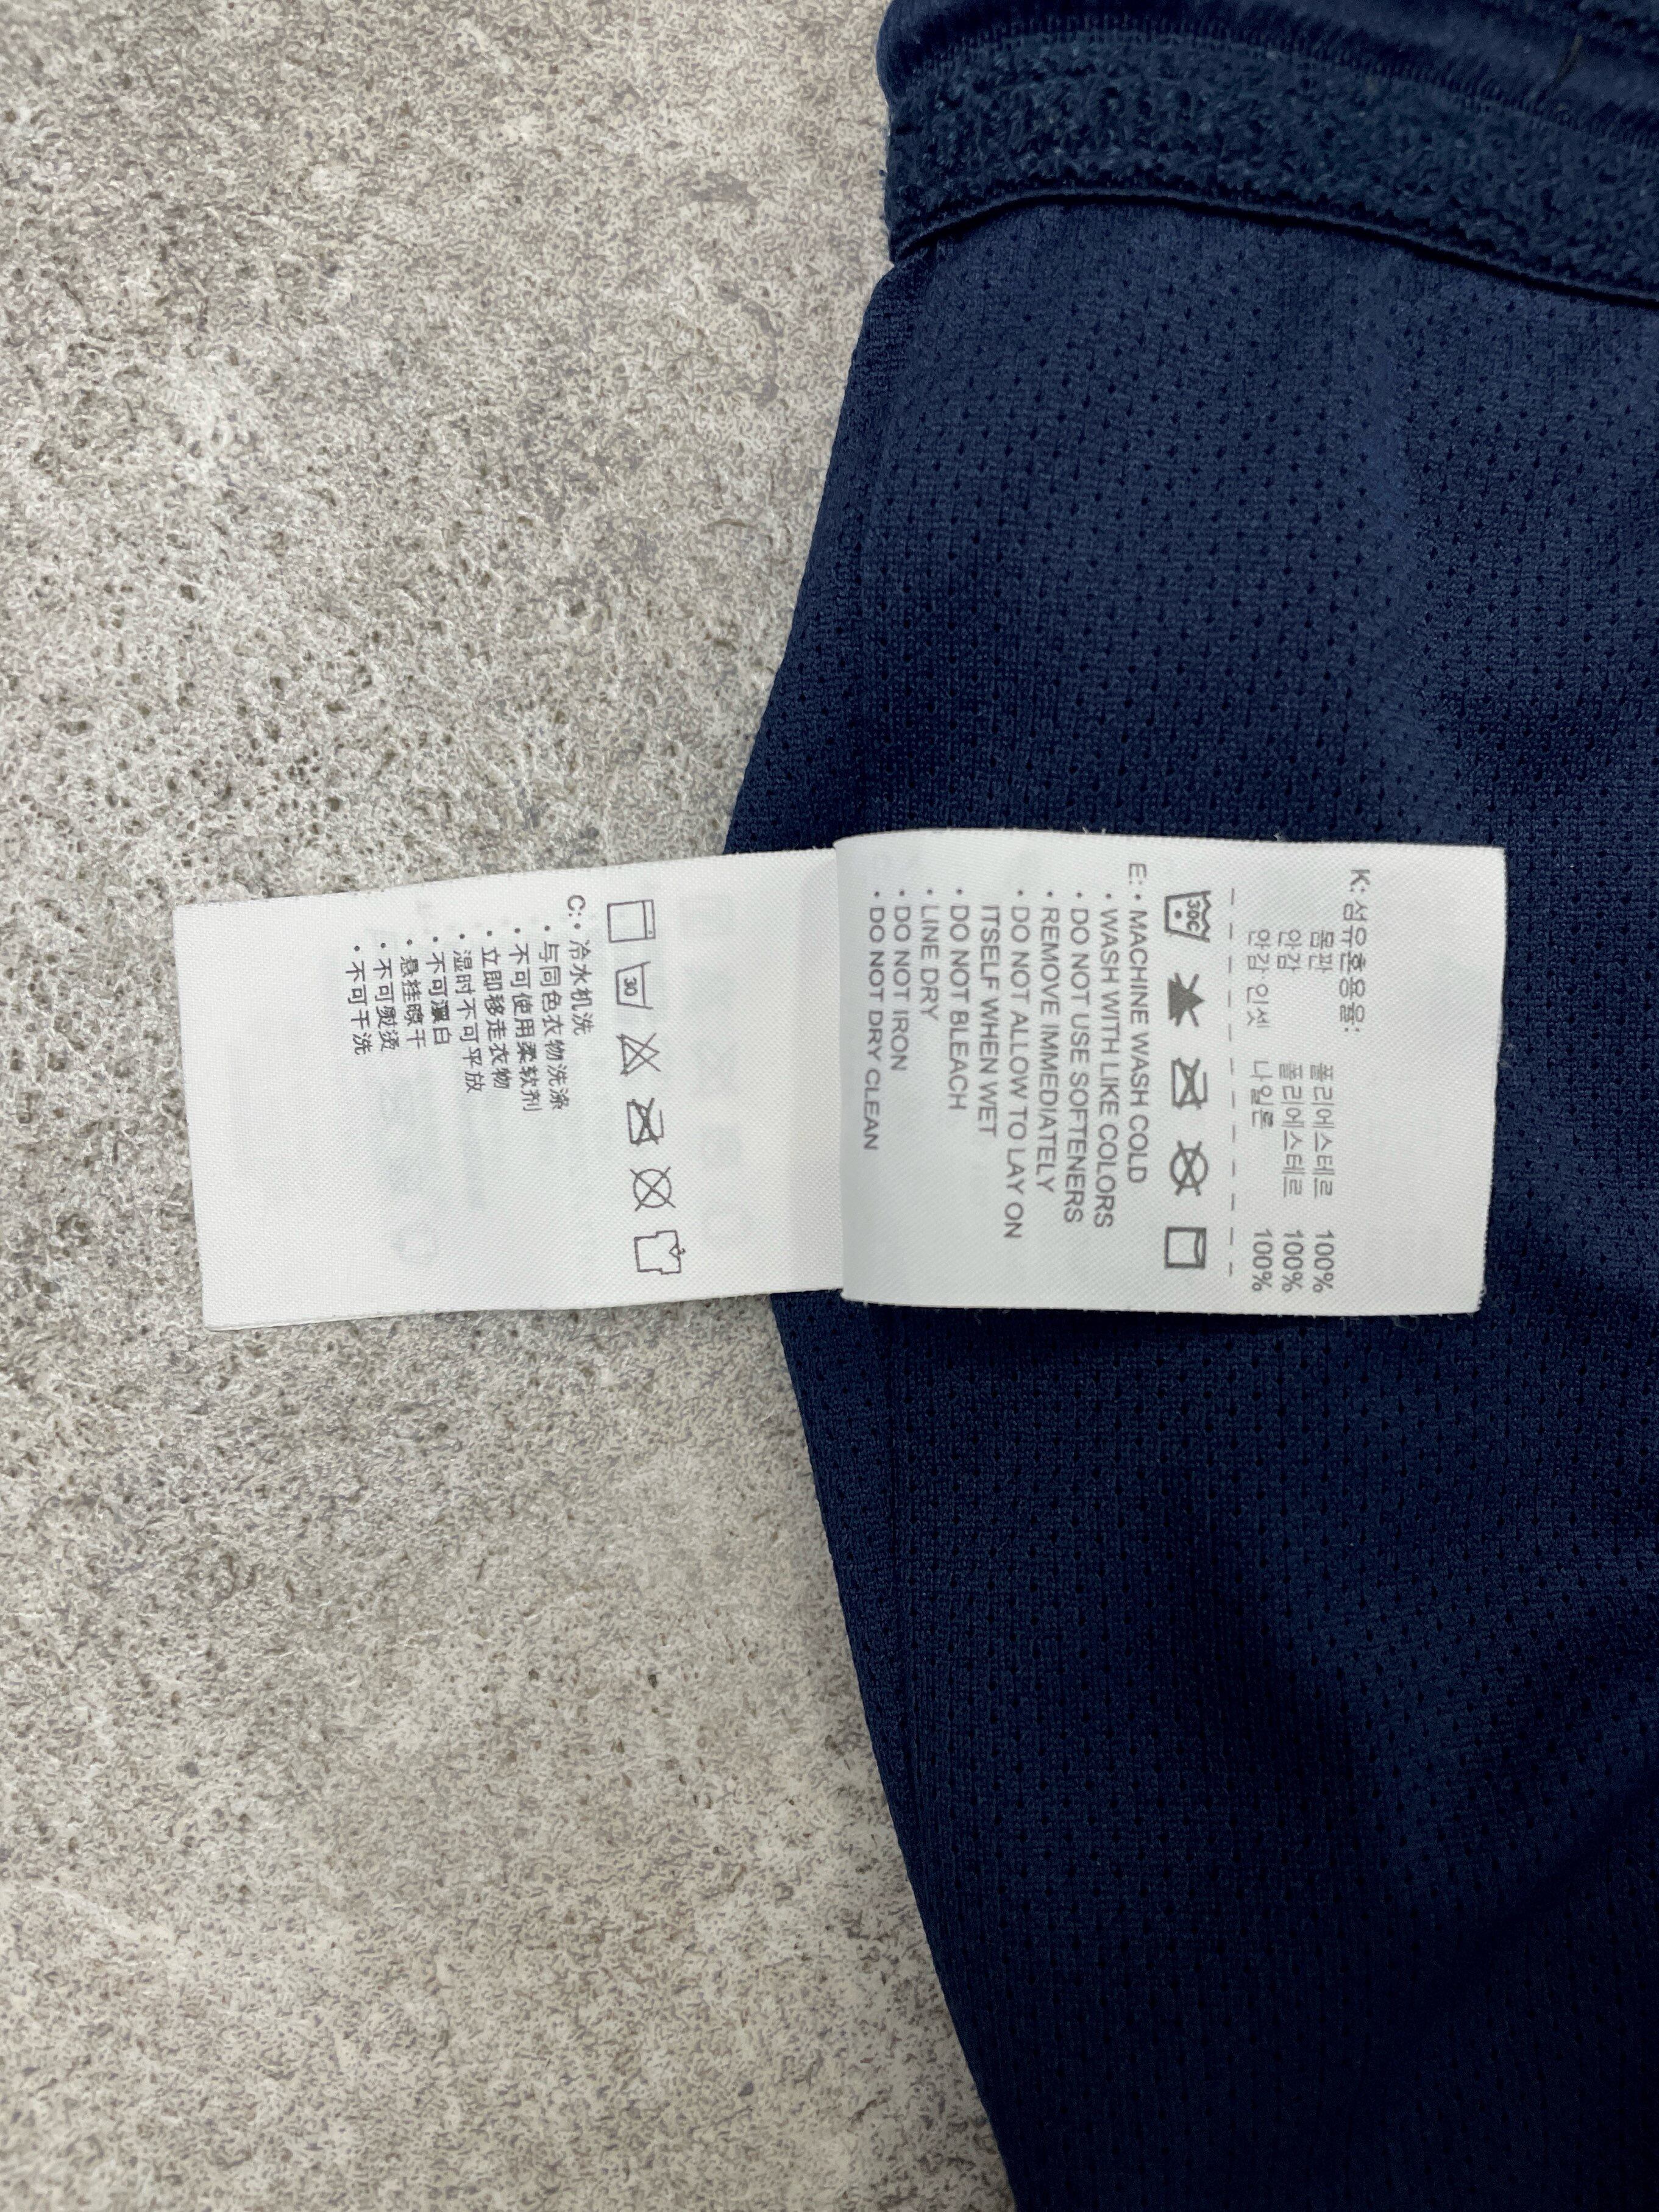 K: 섬유혼용율:
몸판 폴리에스테르 100%
안감 폴리에스테르 100%
안감 인셋 나일론 100%
30C
E: • MACHINE WASH COLD
• WASH WITH LIKE COLORS
• DO NOT USE SOFTENERS
• REMOVE IMMEDIATELY
• DO NOT ALLOW TO LAY ON
ITSELF WHEN WET
• DO NOT BLEACH
• LINE DRY
• DO NOT IRON
• DO NOT DRY CLEAN
30
C: • 冷水机洗
• 与同色衣物洗涤
• 不可使用柔软剂
• 立即移走衣物
• 湿时不可平放
• 不可漂白
• 悬挂晾干
• 不可熨烫
• 不可干洗